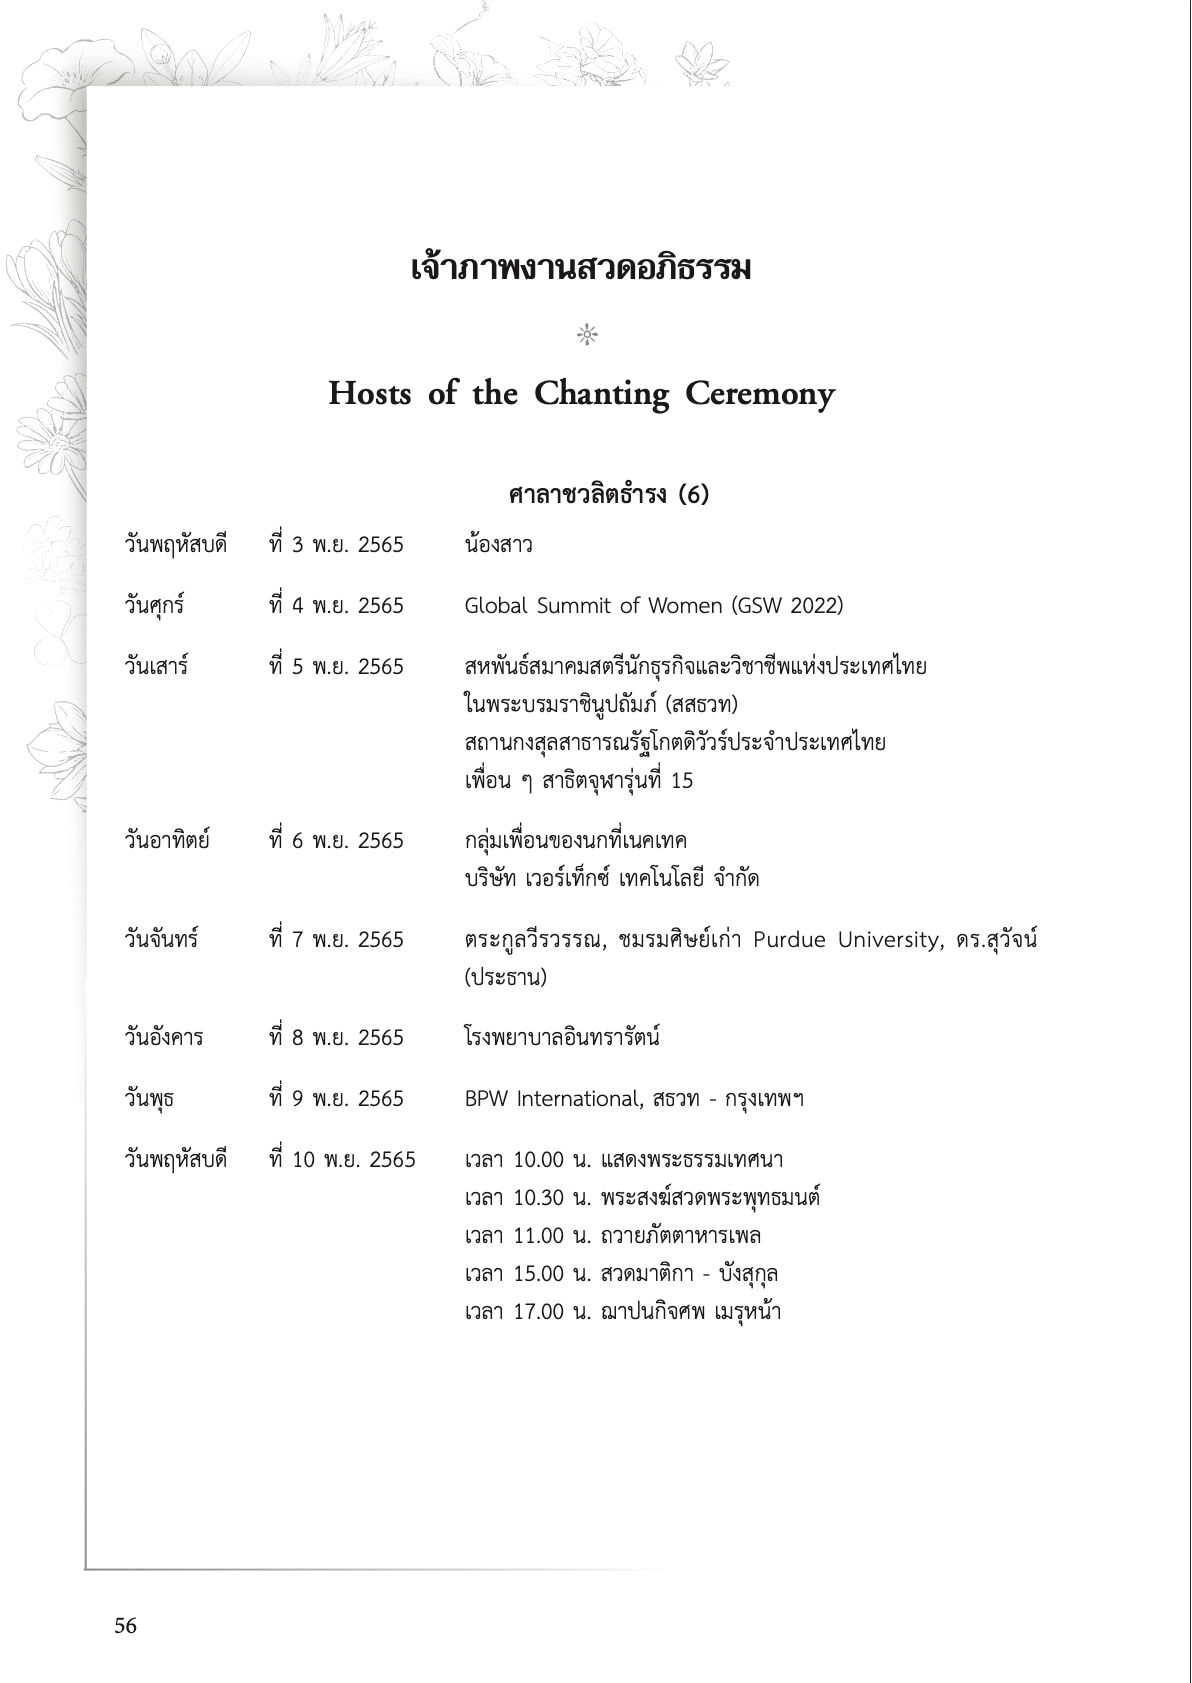 เจ้าภาพงานสวดอภิธรรม
Hosts of the Chanting Ceremony
ศาลาชวลิตธำรง (6)
วันพฤหัสบดี ที่ 3 พ.ย. 2565 น้องสาว
วันศุกร์ ที่ 4 พ.ย. 2565 Global Summit of Women (GSW 2022)
วันเสาร์ ที่ 5 พ.ย. 2565 สหพันธ์สมาคมสตรีนักธุรกิจและวิชาชีพแห่งประเทศไทย
ในพระบรมราชินูปถัมภ์ (สสธวท)
สถานกงสุลสาธารณรัฐโกตดิวัวร์ประจำประเทศไทย
เพื่อน ๆ สาธิตจุฬารุ่นที่ 15
วันอาทิตย์ ที่ 6 พ.ย. 2565 กลุ่มเพื่อนของนกที่เนคเทค
บริษัท เวอร์เท็กซ์ เทคโนโลยี จำกัด
วันจันทร์ ที่ 7 พ.ย. 2565 ตระกูลวีรวรรณ, ชมรมศิษย์เก่า Purdue University, ดร.สุวัจน์
(ประธาน)
วันอังคาร ที่ 8 พ.ย. 2565 โรงพยาบาลอินทรารัตน์
วันพุธ ที่ 9 พ.ย. 2565 BPW International, สธวท - กรุงเทพฯ
วันพฤหัสบดี ที่ 10 พ.ย. 2565 เวลา 10.00 น. แสดงพระธรรมเทศนา
เวลา 10.30 น. พระสงฆ์สวดพระพุทธมนต์
เวลา 11.00 น. ถวายภัตตาหารเพล
เวลา 15.00 น. สวดมาติกา - บังสุกุล
เวลา 17.00 น. ฌาปนกิจศพ เมรุหน้า
56